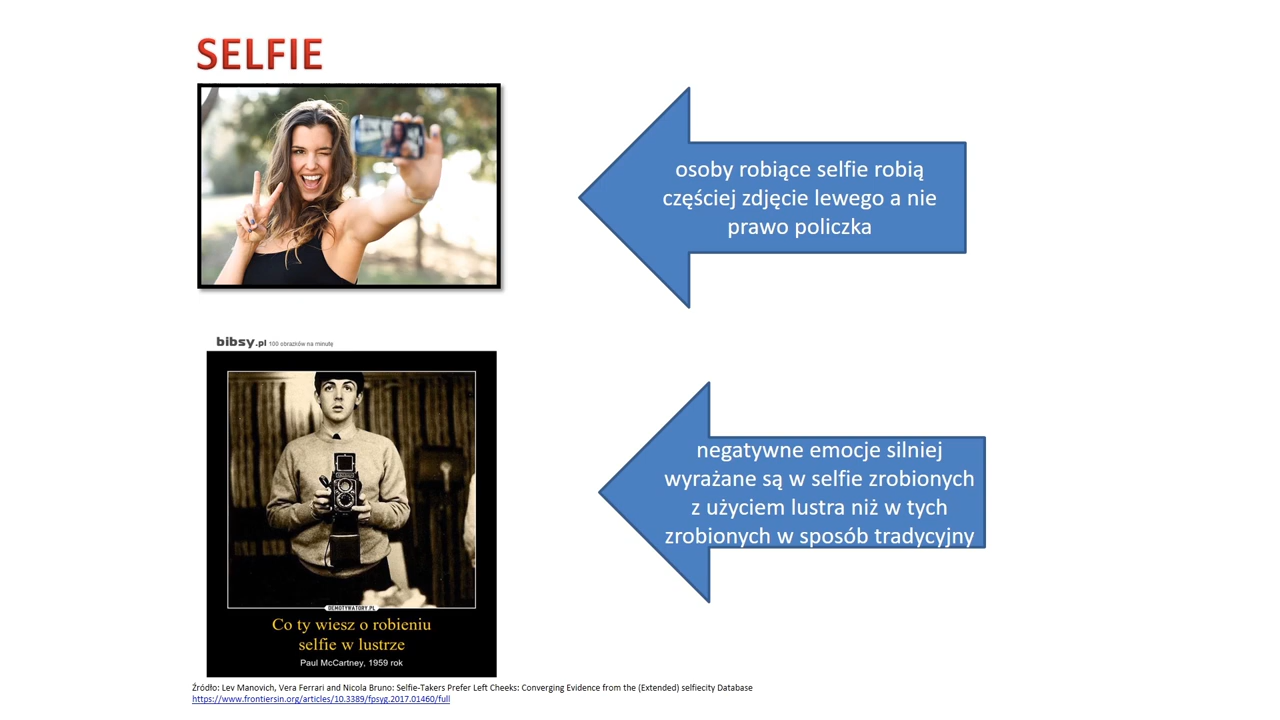 SELFIE
osoby robiące selfie robią
częściej zdjęcie lewego a nie
prawo policzka
bibsy.pl 100 obrazków na minutę
negatywne emocje silniej
wyrażane są w selfie zrobionych
z użyciem lustra niż w tych
zrobionych w sposób tradycyjny
DEMOTYWATORY.PL
Co ty wiesz o robieniu
selfie w lustrze
Paul McCartney, 1959 rok
Źródło: Lev Manovich, Vera Ferrari and Nicola Bruno: Selfie-Takers Prefer Left Cheeks: Converging Evidence from the (Extended) selfiecity Database
https://www.frontiersin.org/articles/10.3389/fpsyg.2017.01460/full